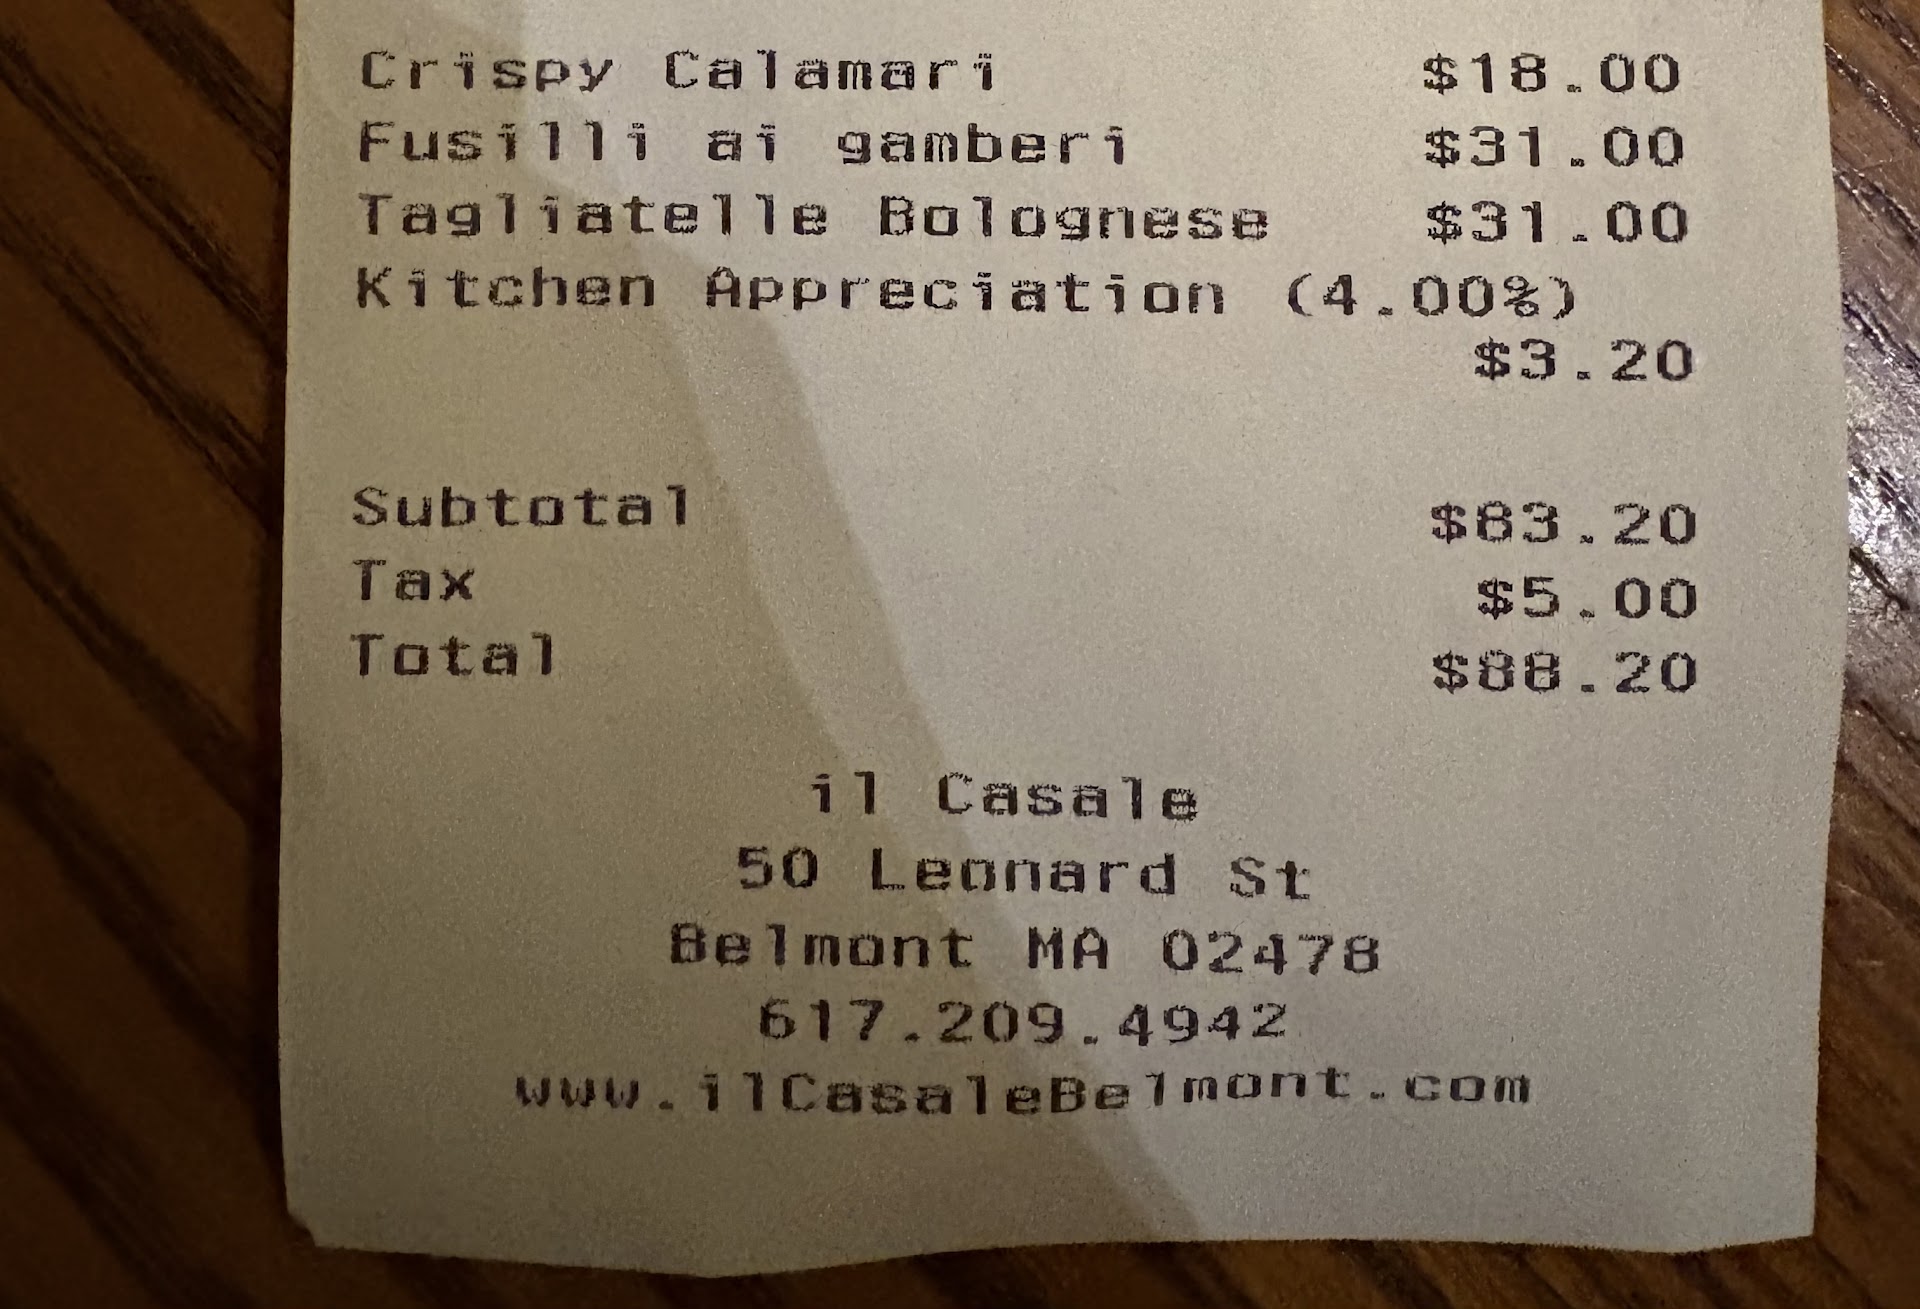 Crispy Calamari $18.00
Fusilli ai gamberi $31.00
Tagliatelle Bolognese $31.00
Kitchen Appreciation (4.00%)
$3.20
Subtotal $83.20
Tax $5.00
Total $88.20
il Casale
50 Leonard St
Belmont MA 02478
617.209.4942
www.ilCasaleBelmont.com